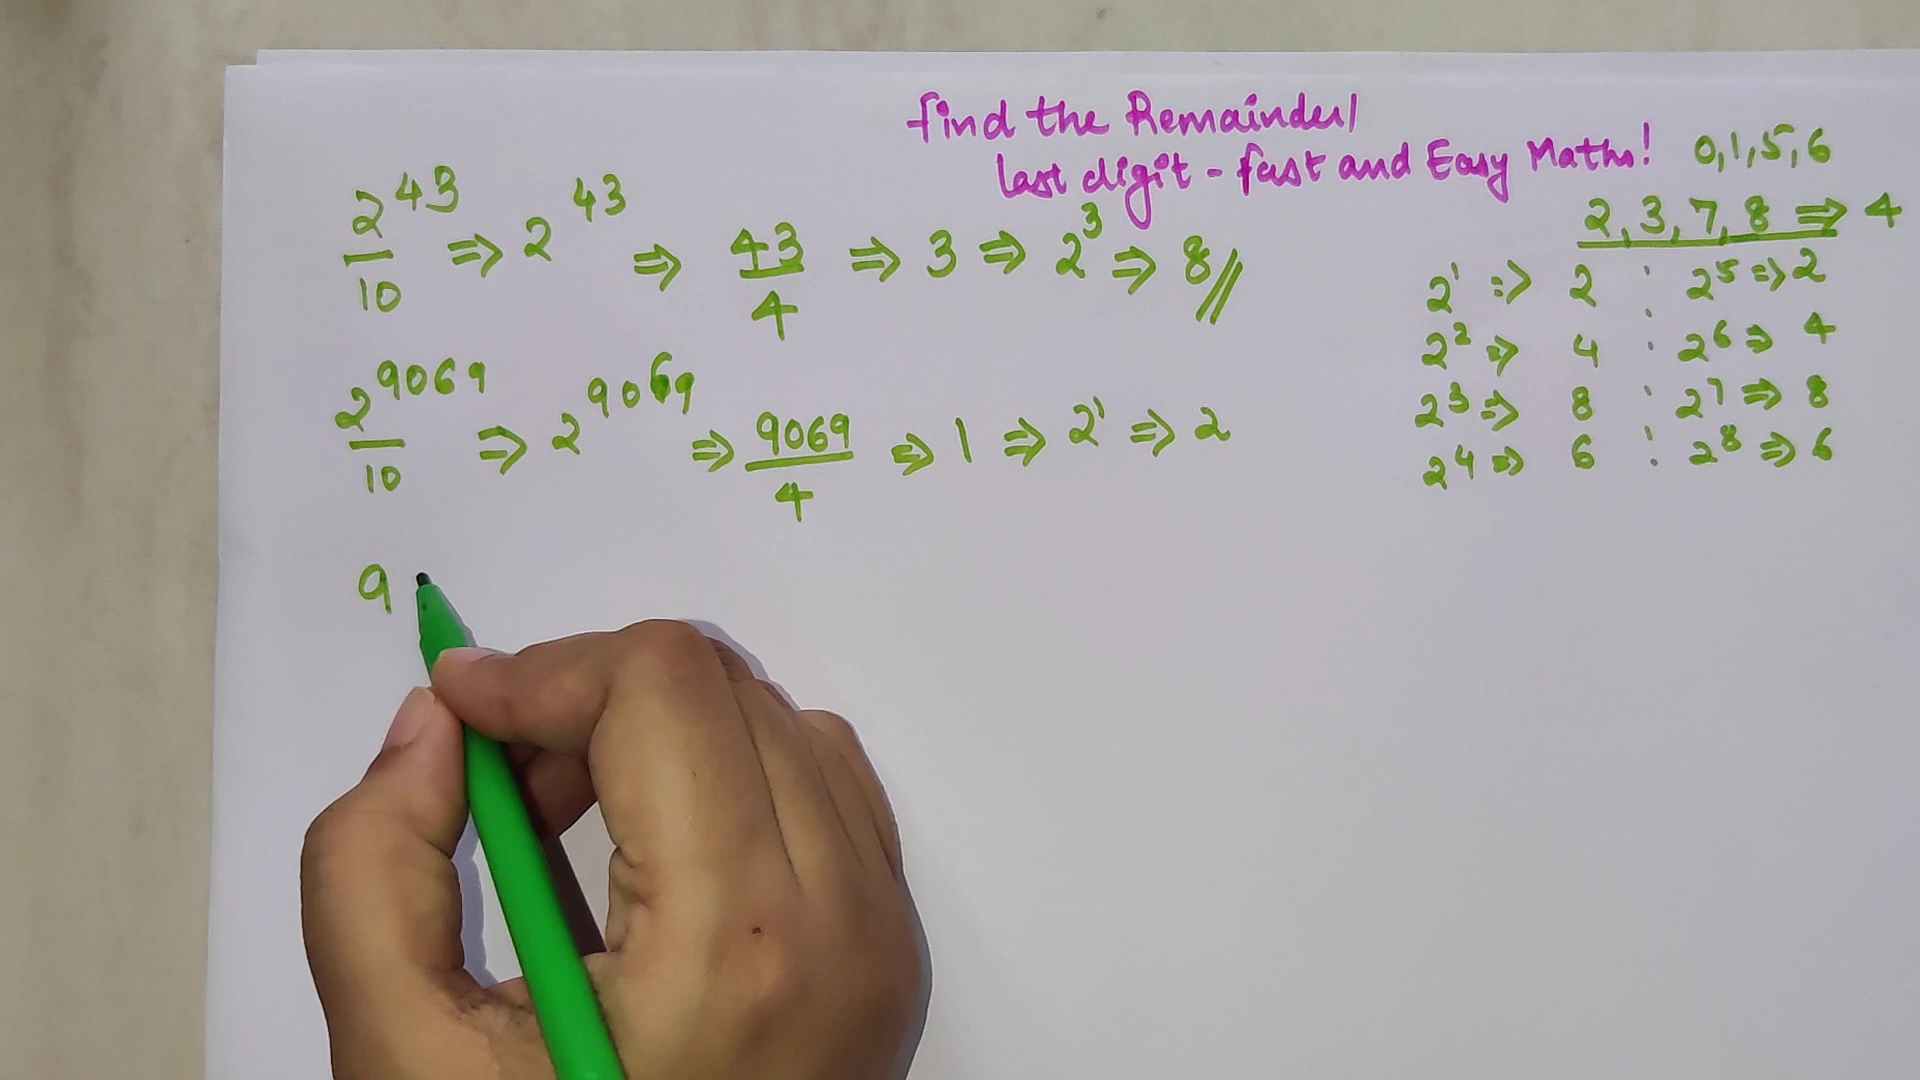 find the Remainder/
last digit - fast and Easy Maths!
0,1,5,6
2,3,7,8 ⇒ 4
2^43/10 ⇒ 2^43 ⇒ 43/4 ⇒ 3 ⇒ 2^3 ⇒ 8//
2^9069/10 ⇒ 2^9069 ⇒ 9069/4 ⇒ 1 ⇒ 2^1 ⇒ 2
9
2^1 ⇒ 2 : 2^5 ⇒ 2
2^2 ⇒ 4 : 2^6 ⇒ 4
2^3 ⇒ 8 : 2^7 ⇒ 8
2^4 ⇒ 6 : 2^8 ⇒ 6